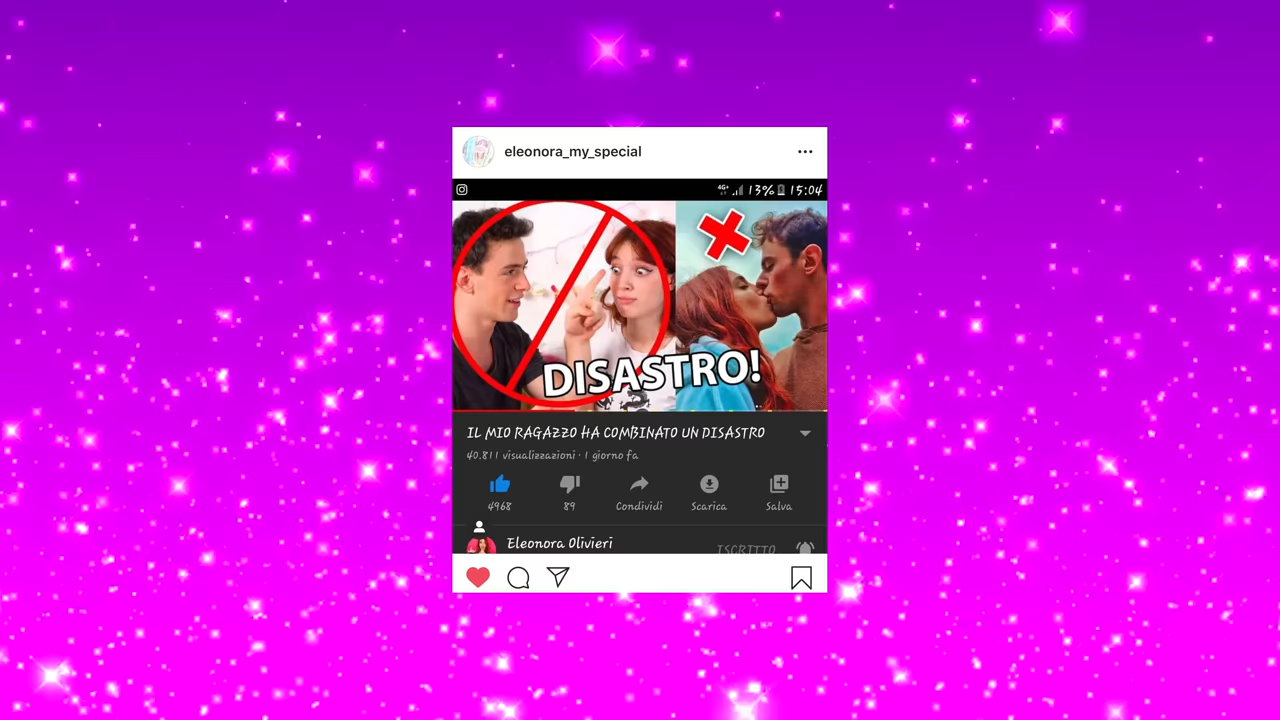 eleonora_my_special
4G+ 13% 15:04
DISASTRO!
IL MIO RAGAZZO HA COMBINATO UN DISASTRO
40.811 visualizzazioni · 1 giorno fa
4968 89 Condividi Scarica Salva
Eleonora Olivieri ISCRITTO